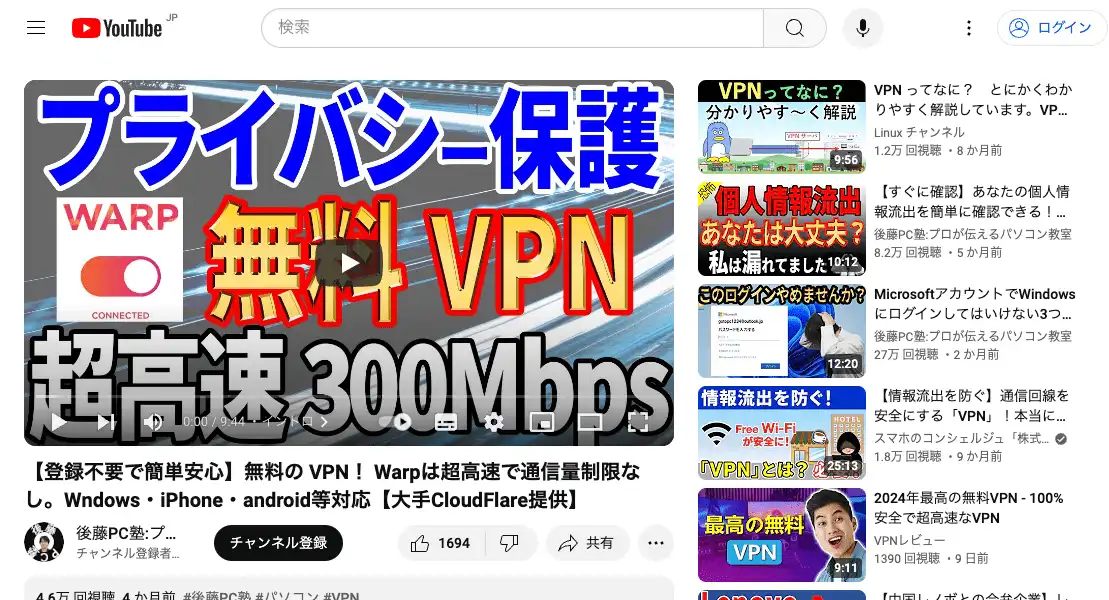 YouTube JP
検索
ログイン
プライバシー保護
WARP
無料 VPN
CONNECTED
超高速 300Mbps
0:00 / 9:44 ・ イントロ
【登録不要で簡単安心】無料の VPN！ Warpは超高速で通信量制限な
し。Wndows・iPhone・android等対応【大手CloudFlare提供】
後藤PC塾:プ...
チャンネル登録者...
チャンネル登録
1694
共有
4.6万 回視聴 4 か月前 #後藤PC塾 #パソコン #VPN
VPNってなに？
分かりやす〜く解説
VPN サーバ
9:56
VPN ってなに？　とにかくわか
りやすく解説しています。VP...
Linux チャンネル
1.2万 回視聴 ・8 か月前
恐怖
個人情報流出
あなたは大丈夫？
私は漏れてました
10:12
【すぐに確認】あなたの個人情
報流出を簡単に確認できる！...
後藤PC塾:プロが伝えるパソコン教室
8.2万 回視聴 ・5 か月前
このログインやめませんか？
12:20
MicrosoftアカウントでWindows
にログインしてはいけない3つ...
後藤PC塾:プロが伝えるパソコン教室
27万 回視聴 ・2 か月前
情報流出を防ぐ！
HOTEL
Free Wi-Fi
が安全に！
「VPN」とは？
25:13
【情報流出を防ぐ】通信回線を
安全にする「VPN」！本当に...
スマホのコンシェルジュ「株式...
1.8万 回視聴 ・9 か月前
最高の無料
VPN
9:11
2024年最高の無料VPN - 100%
安全で超高速なVPN
VPNレビュー
1390 回視聴 ・9 日前